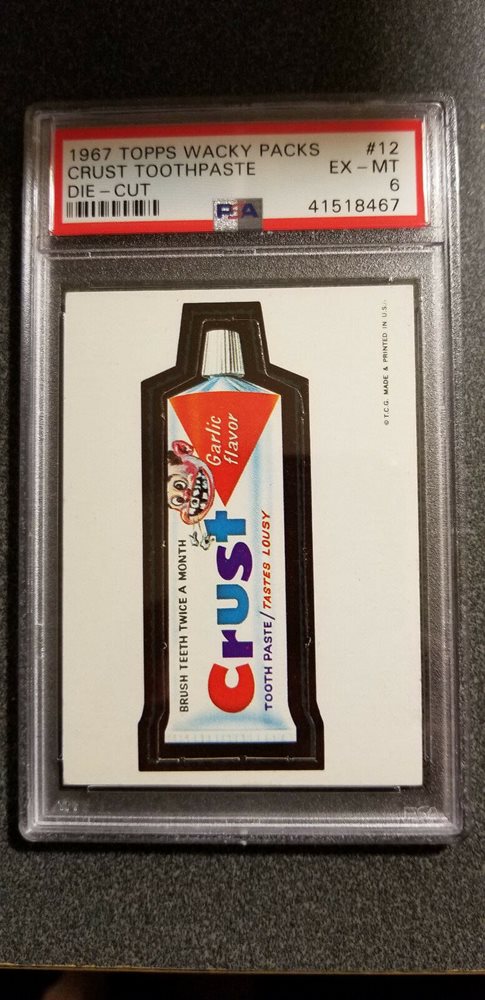 1967 TOPPS WACKY PACKS #12
CRUST TOOTHPASTE EX - MT
DIE - CUT 6
PSA 41518467
© T.C.G. MADE & PRINTED IN U.S.
Garlic
flavor
BRUSH TEETH TWICE A MONTH
Crust
TOOTH PASTE/TASTES LOUSY